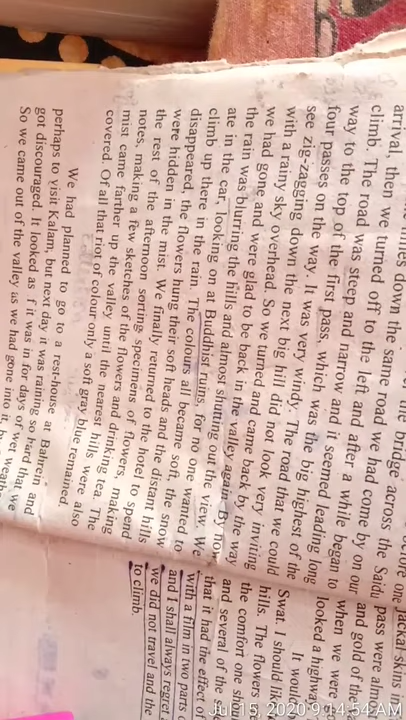 miles down the same road we had come by on our
arrival, then we turned off to the left and after a while began to
climb. The road was steep and narrow and it seemed leading long
way to the top of the first pass, which was the big highest of the
four passes on the way. It was very windy. The road that we could
see zig-zagging down the next big hill did not look very inviting
with a rainy sky overhead. So we turned and came back by the way
we had gone and were glad to be back in the valley again By now
the rain was blurring the hills and almost shutting out the view. We
ate in the car, looking on at Buddhist ruins, for no one wanted to
climb up there in the rain. The colours all became soft, the snow
disappeared, the flowers hung their soft heads and the distant hills
were hidden in the mist. We finally returned to the hotel to spend
the rest of the afternoon sorting specimens of flowers, making
notes, making a few sketches of the flowers and drinking tea. The
mist came farther up the valley until the nearest hills were also
covered. Of all that riot of colour only a soft grey blue remained.
We had planned to go to a rest-house at Bahrein and
perhaps to visit Kalam, but next day it was raining so hard that we
got discouraged. It looked as f it was in for days of wet weath
So we came out of the valley as we had gone into it,
jackal skins in
pass were alm
and gold of the
when we were
looked a highwa
It would
Swat. I should like
hills. The flowers
the comfort one sh
and several of the
that it had the effect of
with a film in two parts
and I shall always regret
we did not travel and the
to climb.
Jul 15, 2020 9:14:54 AM